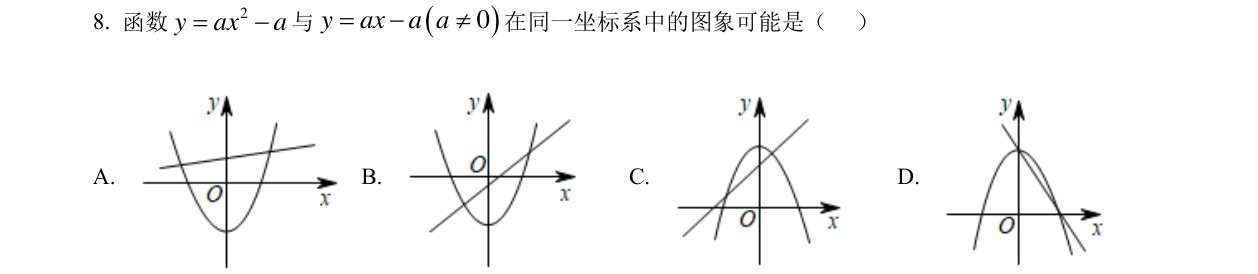 8. 函数 y = ax² − a 与 y = ax − a (a ≠ 0) 在同一坐标系中的图象可能是（　　）
A. y O x B. y O x C. y O x D. y O x